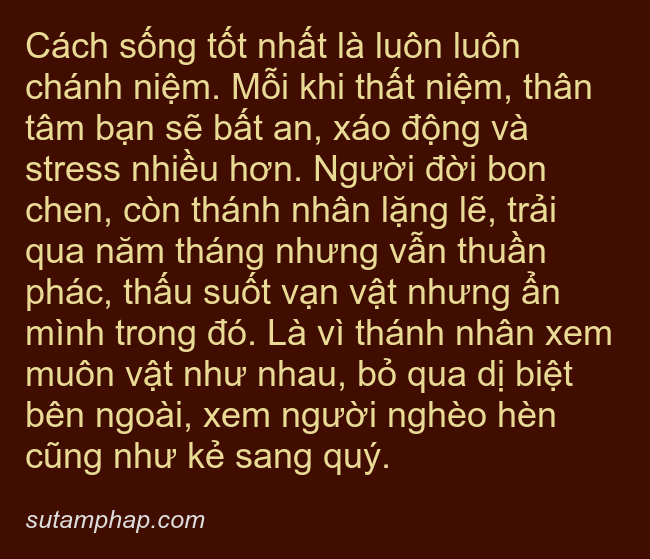 Cách sống tốt nhất là luôn luôn
chánh niệm. Mỗi khi thất niệm, thân
tâm bạn sẽ bất an, xáo động và
stress nhiều hơn. Người đời bon
chen, còn thánh nhân lặng lẽ, trải
qua năm tháng nhưng vẫn thuần
phác, thấu suốt vạn vật nhưng ẩn
mình trong đó. Là vì thánh nhân xem
muôn vật như nhau, bỏ qua dị biệt
bên ngoài, xem người nghèo hèn
cũng như kẻ sang quý.
sutamphap.com